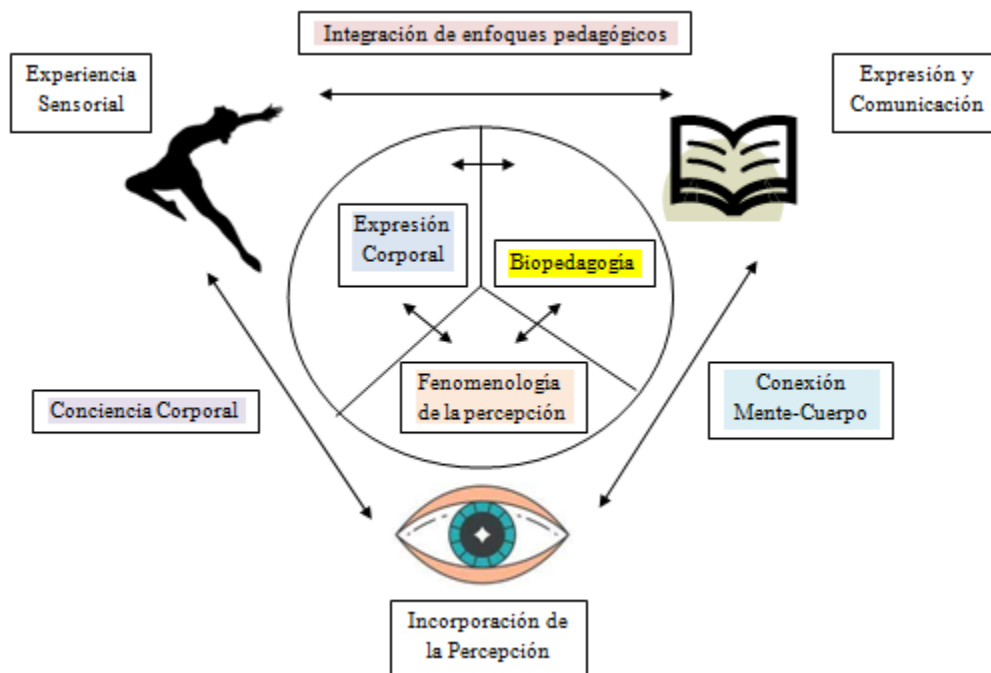 Integración de enfoques pedagógicos
Experiencia
Sensorial
Expresión y
Comunicación
Expresión
Corporal
Biopedagogía
Fenomenología
de la percepción
Conciencia Corporal
Conexión
Mente-Cuerpo
Incorporación de
la Percepción